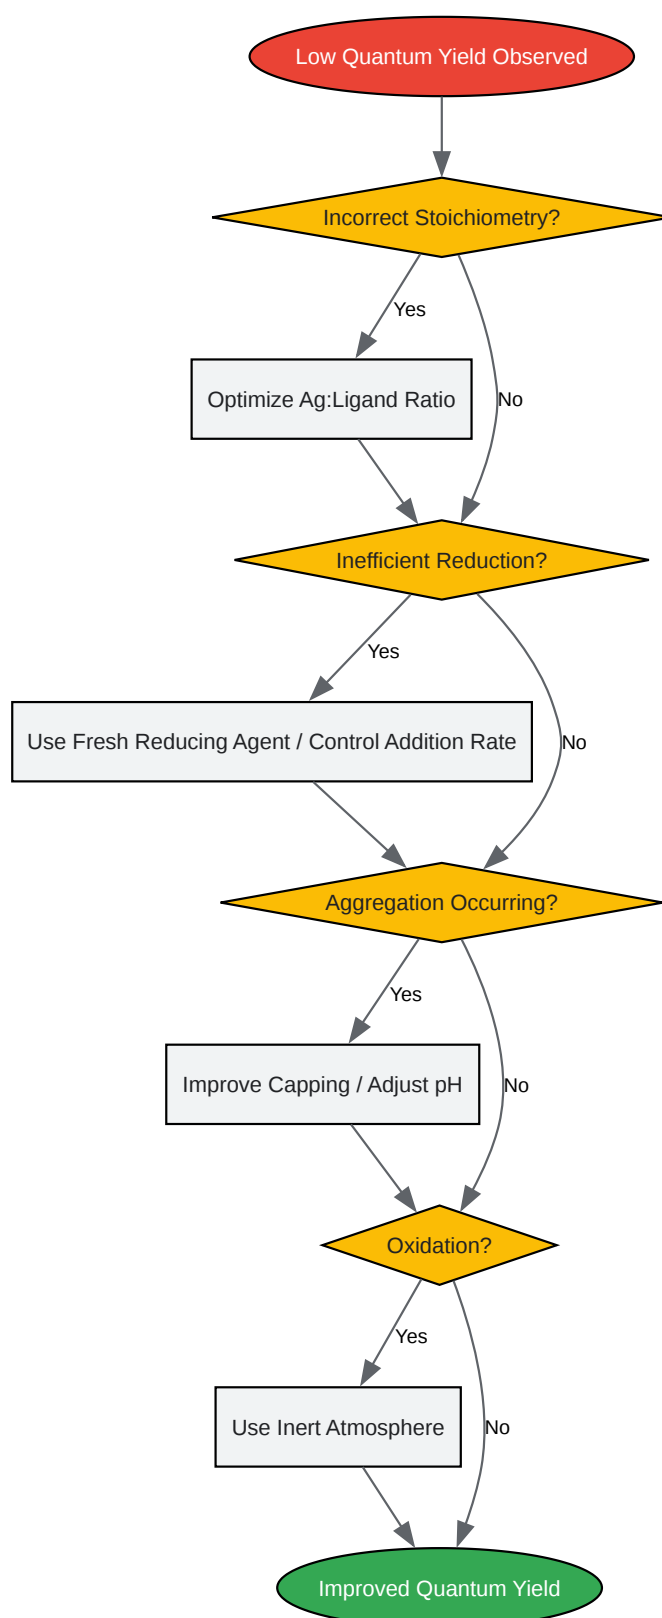 Low Quantum Yield Observed
Incorrect Stoichiometry?
Yes
Optimize Ag:Ligand Ratio
No
Inefficient Reduction?
Yes
Use Fresh Reducing Agent / Control Addition Rate
No
Aggregation Occurring?
Yes
Improve Capping / Adjust pH
No
Oxidation?
Yes
Use Inert Atmosphere
No
Improved Quantum Yield